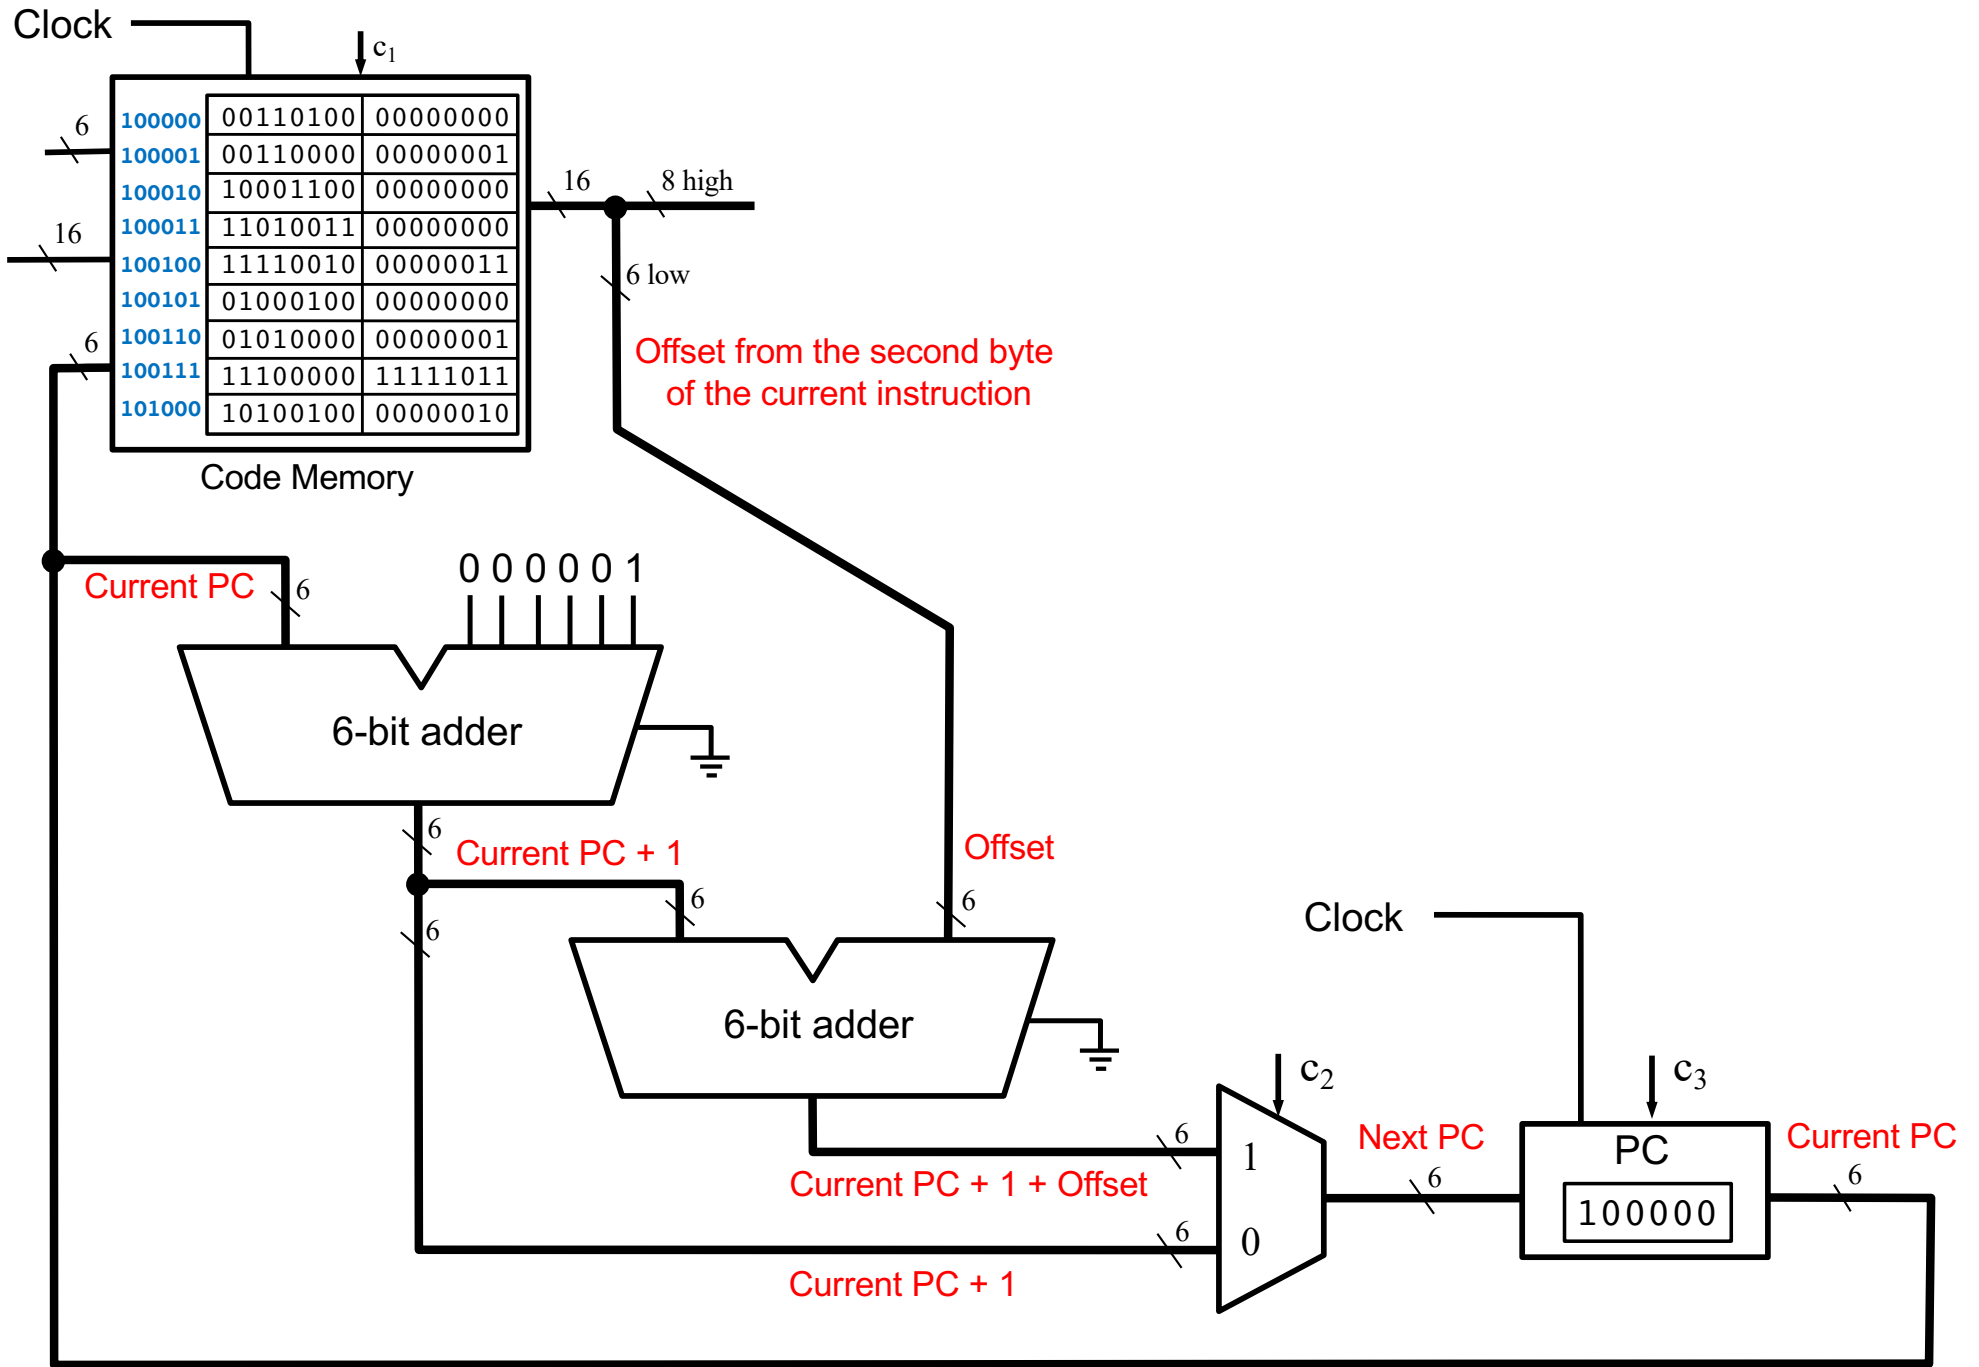 Clock
c1
6
16
6
100000 00110100 00000000
100001 00110000 00000001
100010 10001100 00000000
100011 11010011 00000000
100100 11110010 00000011
100101 01000100 00000000
100110 01010000 00000001
100111 11100000 11111011
101000 10100100 00000010
Code Memory
16
8 high
6 low
Offset from the second byte
of the current instruction
Current PC
6
0 0 0 0 0 1
6-bit adder
6
Current PC + 1
6
6
Offset
6
6-bit adder
6
Current PC + 1 + Offset
6
Current PC + 1
c2
1
0
Next PC
6
Clock
c3
PC
100000
Current PC
6